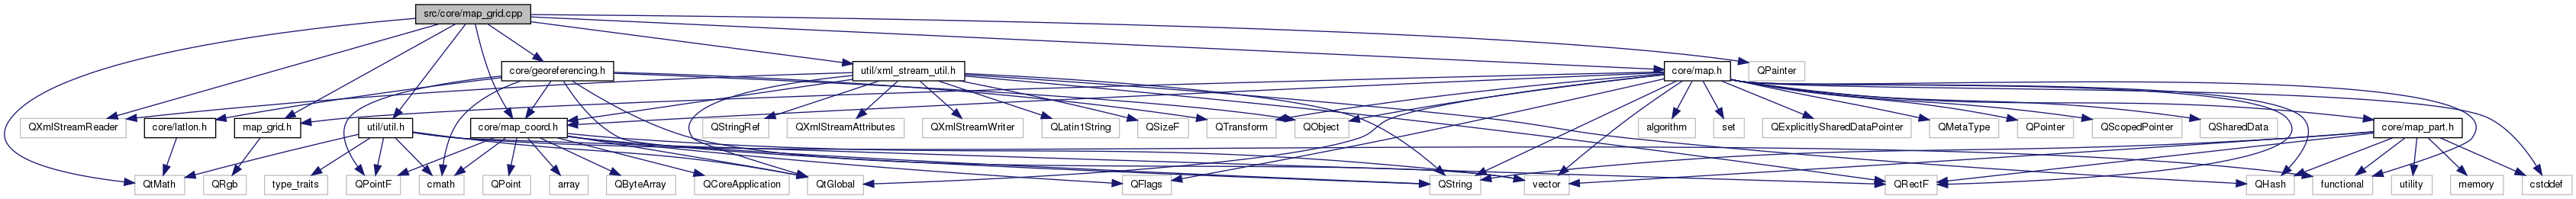 src/core/map_grid.cpp
core/georeferencing.h
util/xml_stream_util.h
core/map.h
QPainter
QXmlStreamReader
core/latlon.h
map_grid.h
util/util.h
core/map_coord.h
QStringRef
QXmlStreamAttributes
QXmlStreamWriter
QLatin1String
QSizeF
QTransform
QObject
algorithm
set
QExplicitlySharedDataPointer
QMetaType
QPointer
QScopedPointer
QSharedData
core/map_part.h
QtMath
QRgb
type_traits
QPointF
cmath
QPoint
array
QByteArray
QCoreApplication
QtGlobal
QFlags
QString
vector
QRectF
QHash
functional
utility
memory
cstddef